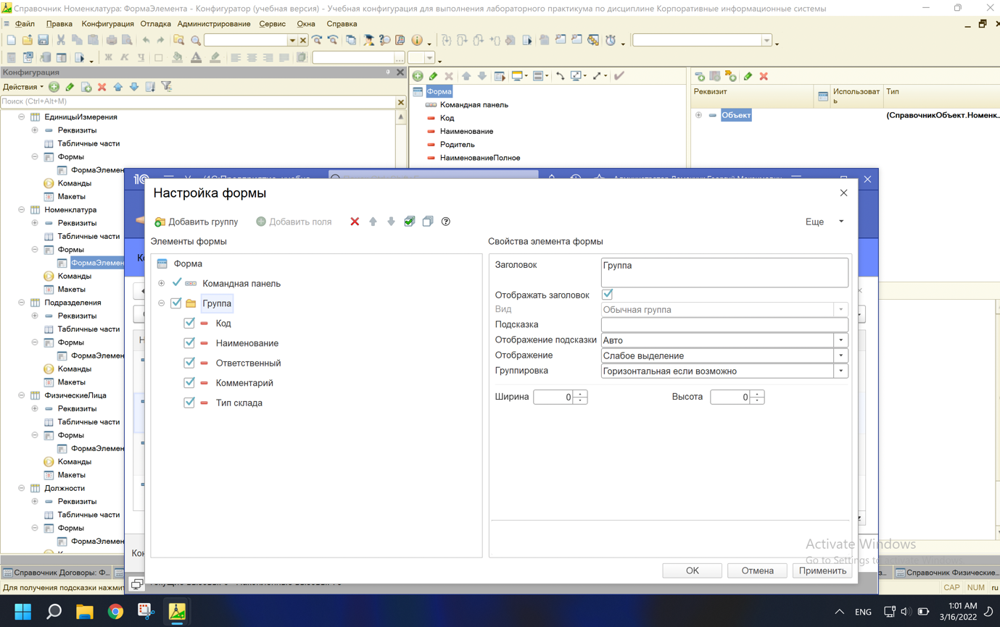 Справочник Номенклатура: ФормаЭлемента - Конфигуратор (учебная версия) - Учебная конфигурация для выполнения лабораторного практикума по дисциплине Корпоративные информационные системы
Файл Правка Конфигурация Отладка Администрирование Сервис Окна Справка
Ж К Ч
Конфигурация
Действия
Поиск (Ctrl+Alt+M)
ЕдиницыИзмерения
Реквизиты
Табличные части
Формы
ФормаЭлемен
Команды
Макеты
Номенклатура
Реквизиты
Табличные части
Формы
ФормаЭлемен
Команды
Макеты
Подразделения
Реквизиты
Табличные части
Формы
ФормаЭлемен
Команды
Макеты
ФизическиеЛица
Реквизиты
Табличные части
Формы
ФормаЭлемен
Команды
Макеты
Должности
Реквизиты
Табличные части
Формы
ФормаЭлемен
Форма
Командная панель
Код
Наименование
Родитель
НаименованиеПолное
Реквизит Использовать Тип
Объект (СправочникОбъект.Номенк...
Настройка формы
Добавить группу Добавить поля Еще
Элементы формы
Форма
Командная панель
Группа
Код
Наименование
Ответственный
Комментарий
Тип склада
Свойства элемента формы
Заголовок Группа
Отображать заголовок
Вид Обычная группа
Подсказка
Отображение подсказки Авто
Отображение Слабое выделение
Группировка Горизонтальная если возможно
Ширина 0 Высота 0
Activate Windows
Go to Settings to activate Windows.
OK Отмена Применить
Кон
Справочник Договоры: Ф... Справочник Физические...
Для получения подсказки нажмит CAP NUM ru
ENG 1:01 AM
3/16/2022